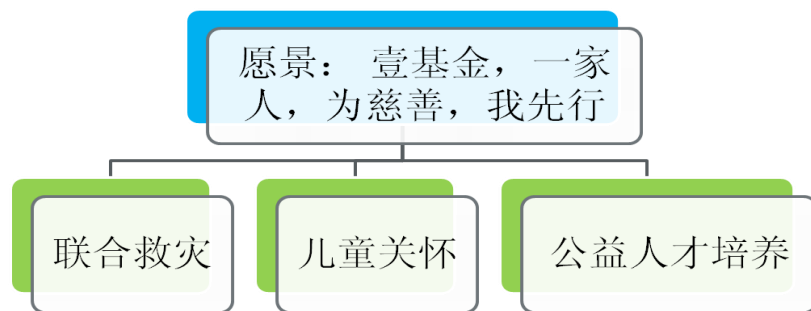 愿景： 壹基金，一家
人，为慈善，我先行
联合救灾
儿童关怀
公益人才培养